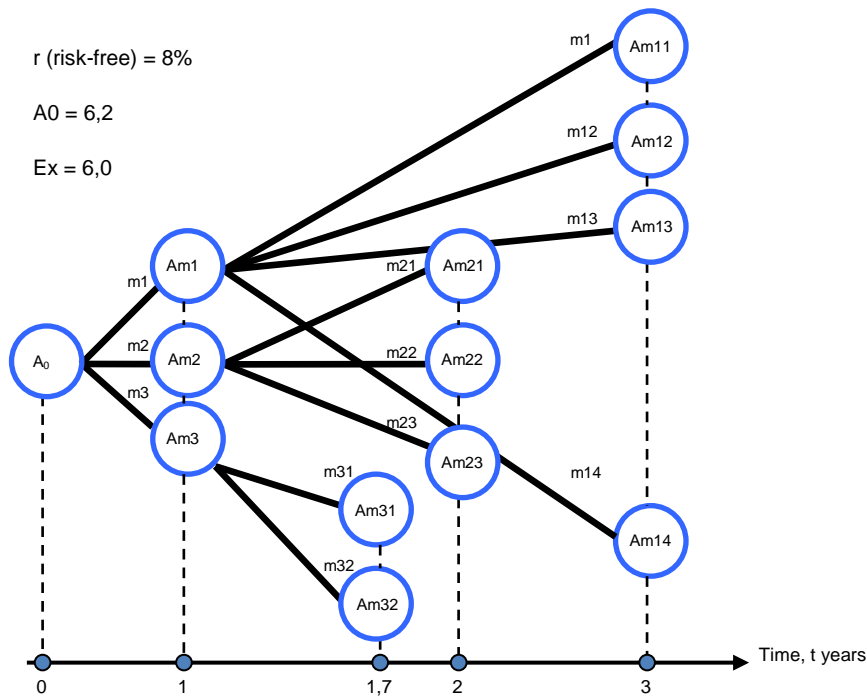 r (risk-free) = 8%
A0 = 6,2
Ex = 6,0
m1
Am11
m12
Am12
m13
Am13
Am1
m21
Am21
m1
m2
Am2
m22
Am22
A₀
m3
Am3
m23
Am23
m31
Am31
m14
Am14
m32
Am32
Time, t years
0
1
1,7
2
3